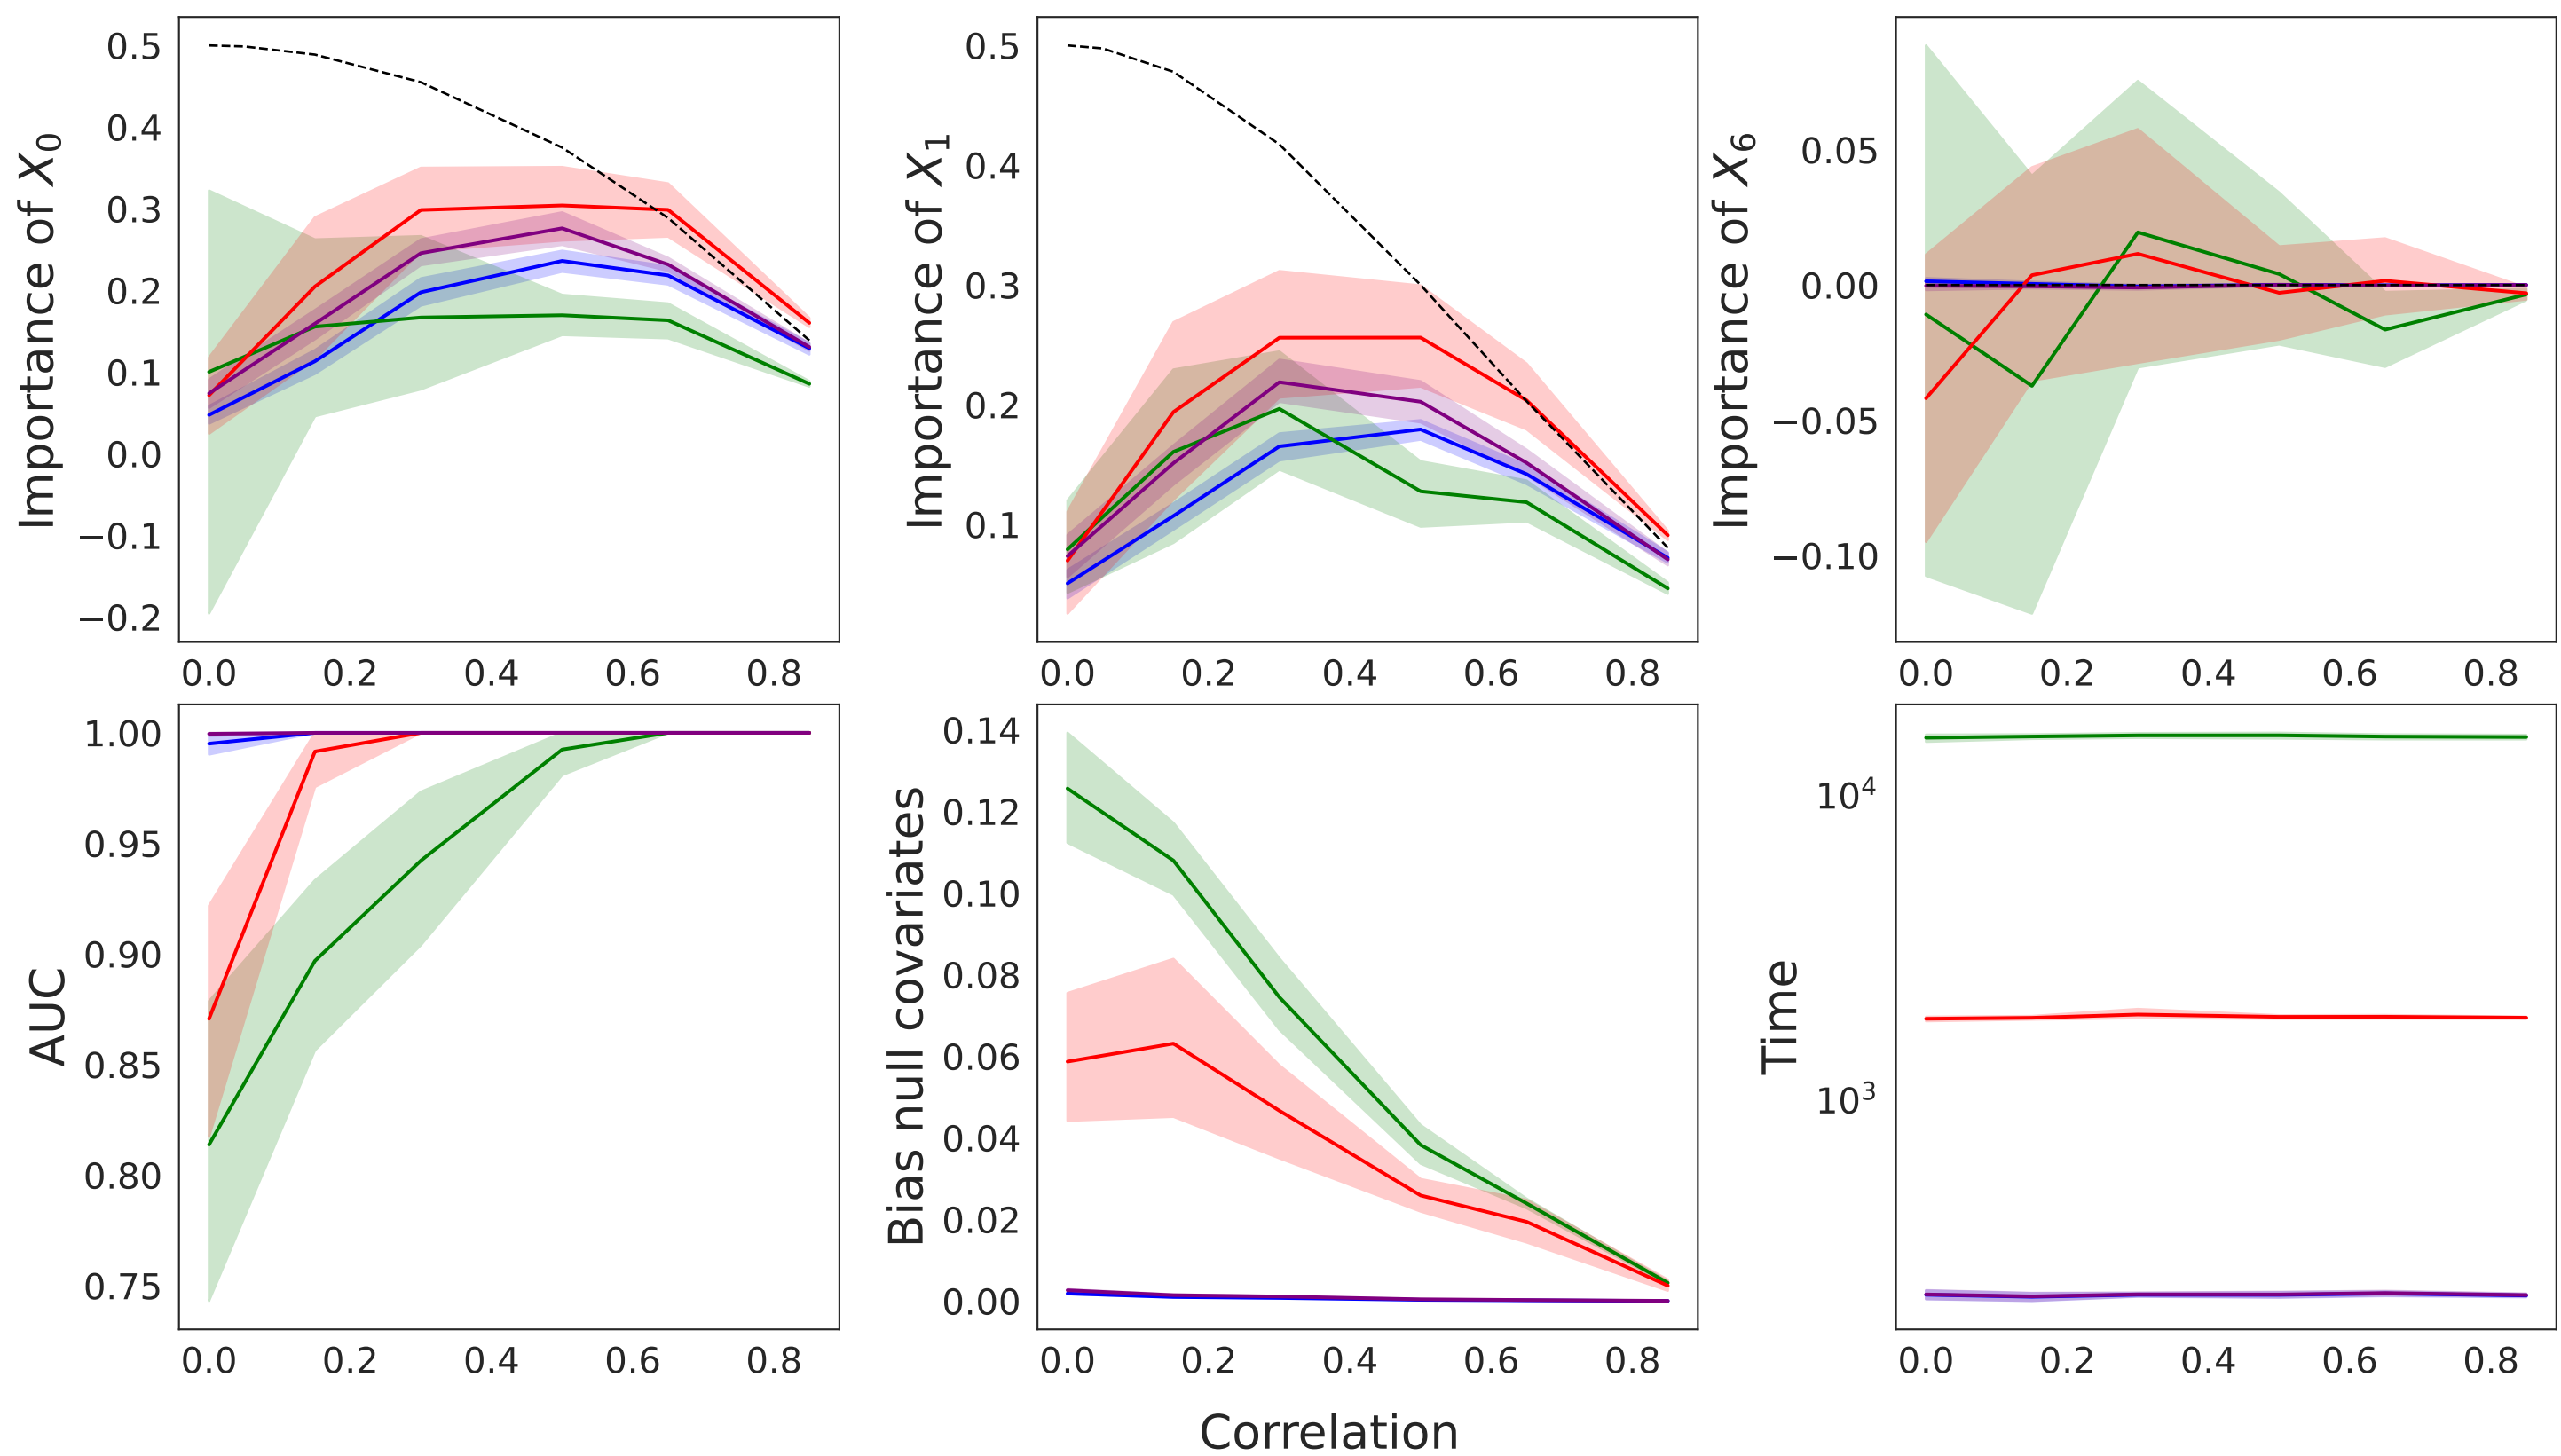 Importance of X0
0.5
0.4
0.3
0.2
0.1
0.0
−0.1
−0.2
0.0 0.2 0.4 0.6 0.8
Importance of X1
0.5
0.4
0.3
0.2
0.1
0.0 0.2 0.4 0.6 0.8
Importance of X6
0.05
0.00
−0.05
−0.10
0.0 0.2 0.4 0.6 0.8
AUC
1.00
0.95
0.90
0.85
0.80
0.75
0.0 0.2 0.4 0.6 0.8
Bias null covariates
0.14
0.12
0.10
0.08
0.06
0.04
0.02
0.00
0.0 0.2 0.4 0.6 0.8
Time
10^4
10^3
0.0 0.2 0.4 0.6 0.8
Correlation